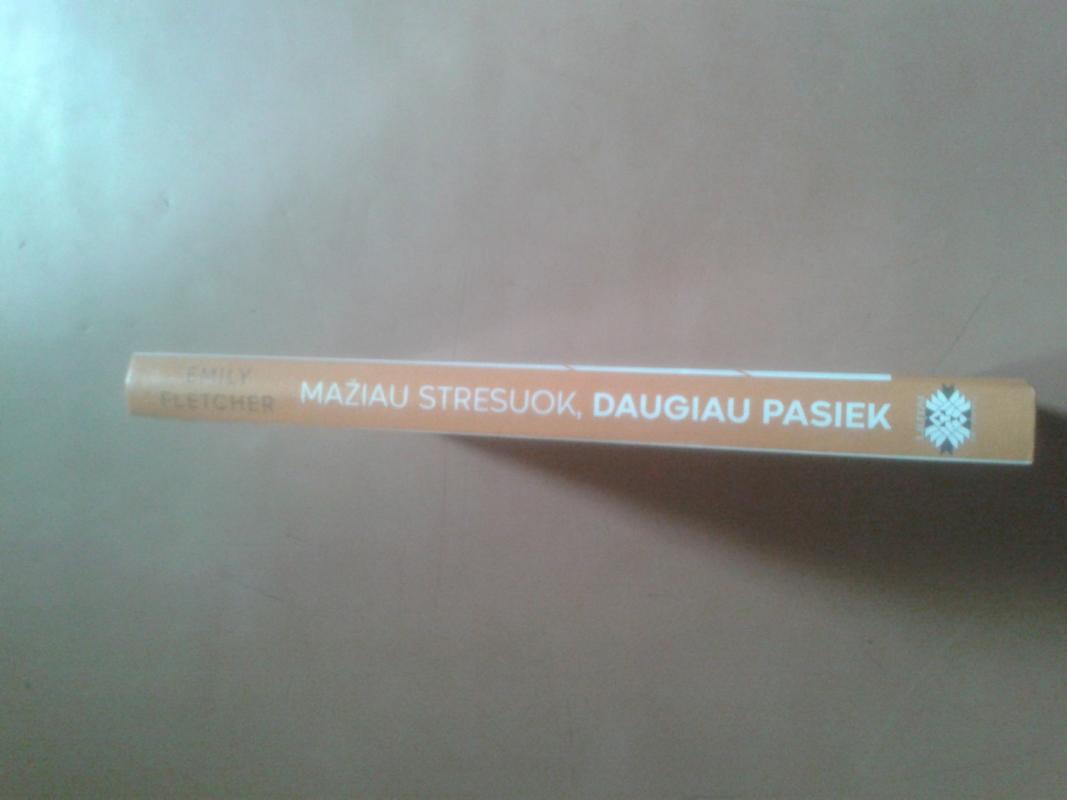 EMILY
FLETCHER
MAŽIAU STRESUOK, DAUGIAU PASIEK